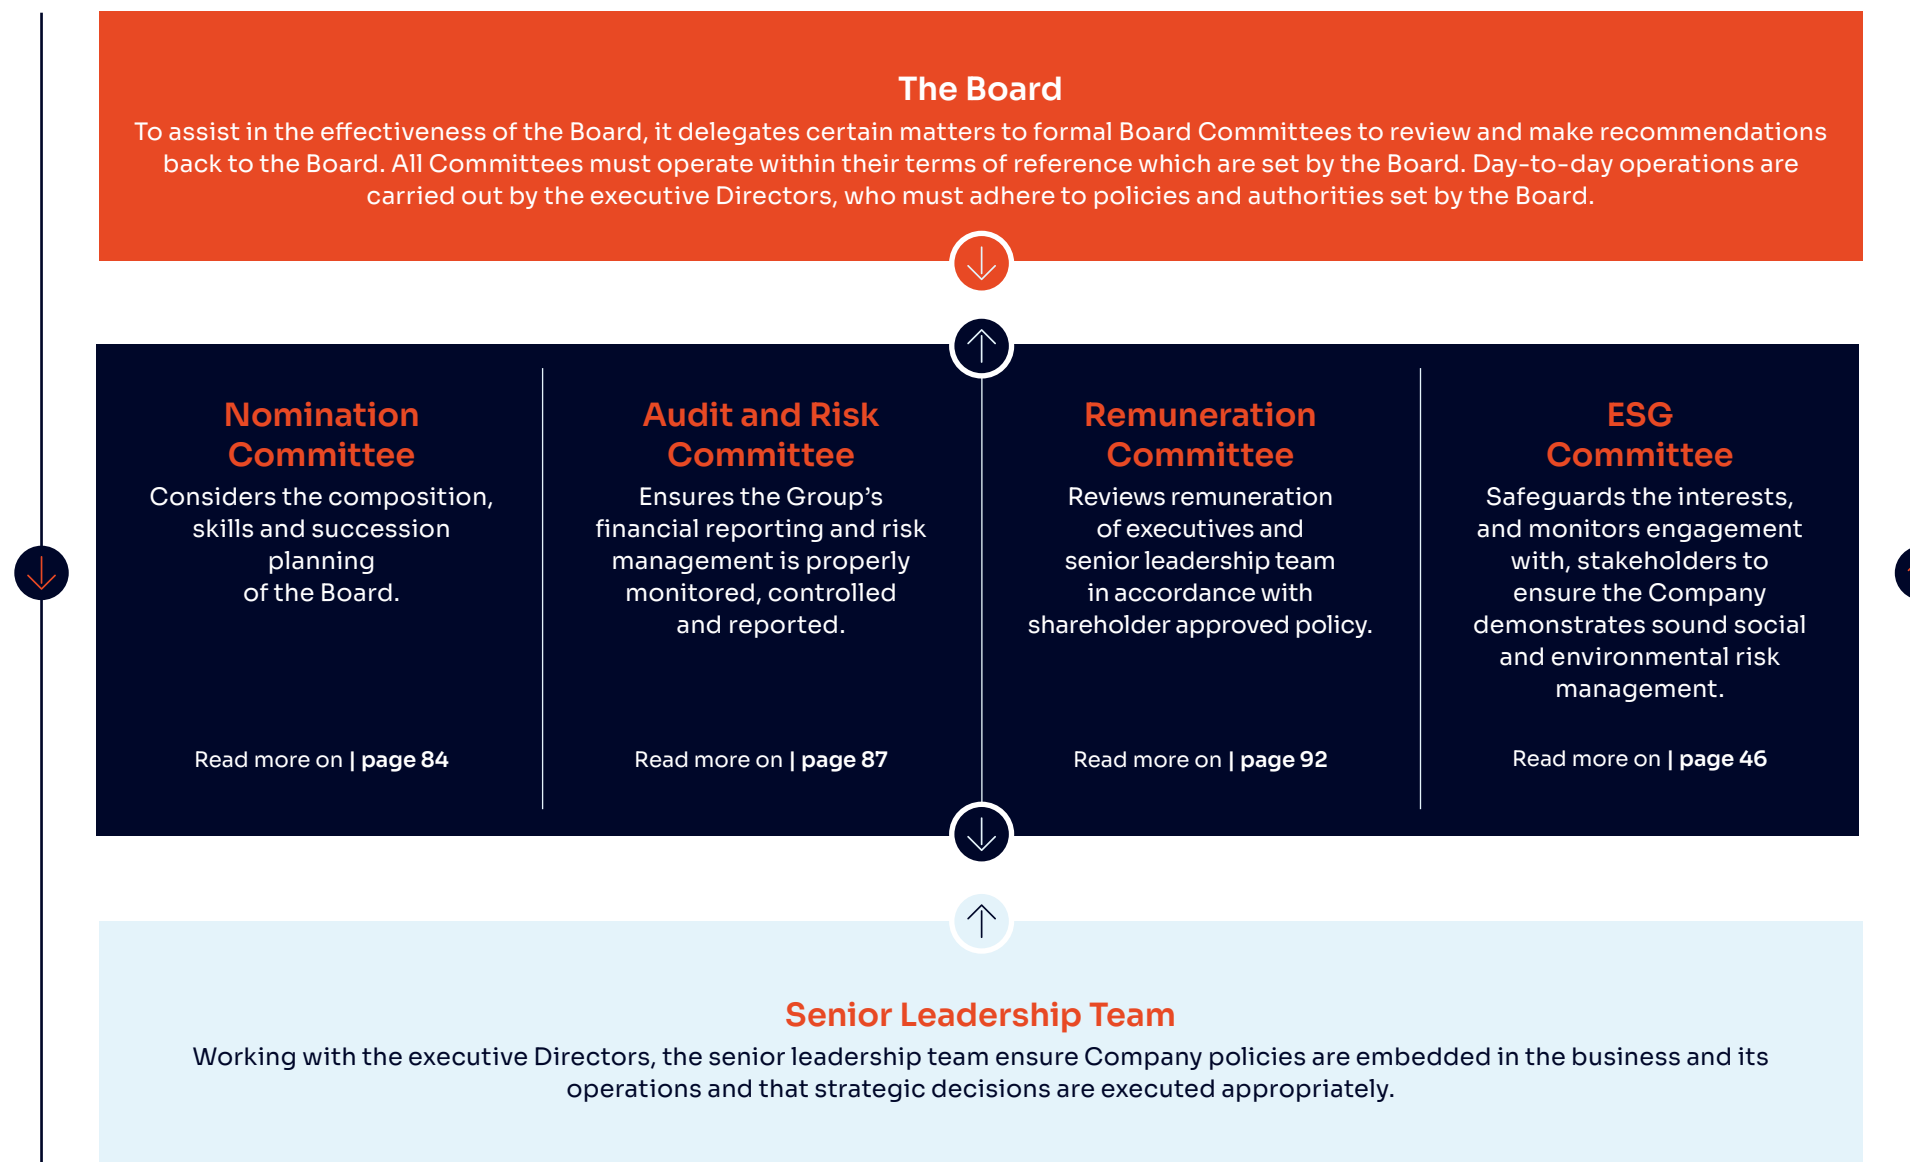 The Board
To assist in the effectiveness of the Board, it delegates certain matters to formal Board Committees to review and make recommendations
back to the Board. All Committees must operate within their terms of reference which are set by the Board. Day-to-day operations are
carried out by the executive Directors, who must adhere to policies and authorities set by the Board.
Nomination
Committee
Considers the composition,
skills and succession
planning
of the Board.
Read more on | page 84
Audit and Risk
Committee
Ensures the Group’s
financial reporting and risk
management is properly
monitored, controlled
and reported.
Read more on | page 87
Remuneration
Committee
Reviews remuneration
of executives and
senior leadership team
in accordance with
shareholder approved policy.
Read more on | page 92
ESG
Committee
Safeguards the interests,
and monitors engagement
with, stakeholders to
ensure the Company
demonstrates sound social
and environmental risk
management.
Read more on | page 46
Senior Leadership Team
Working with the executive Directors, the senior leadership team ensure Company policies are embedded in the business and its
operations and that strategic decisions are executed appropriately.